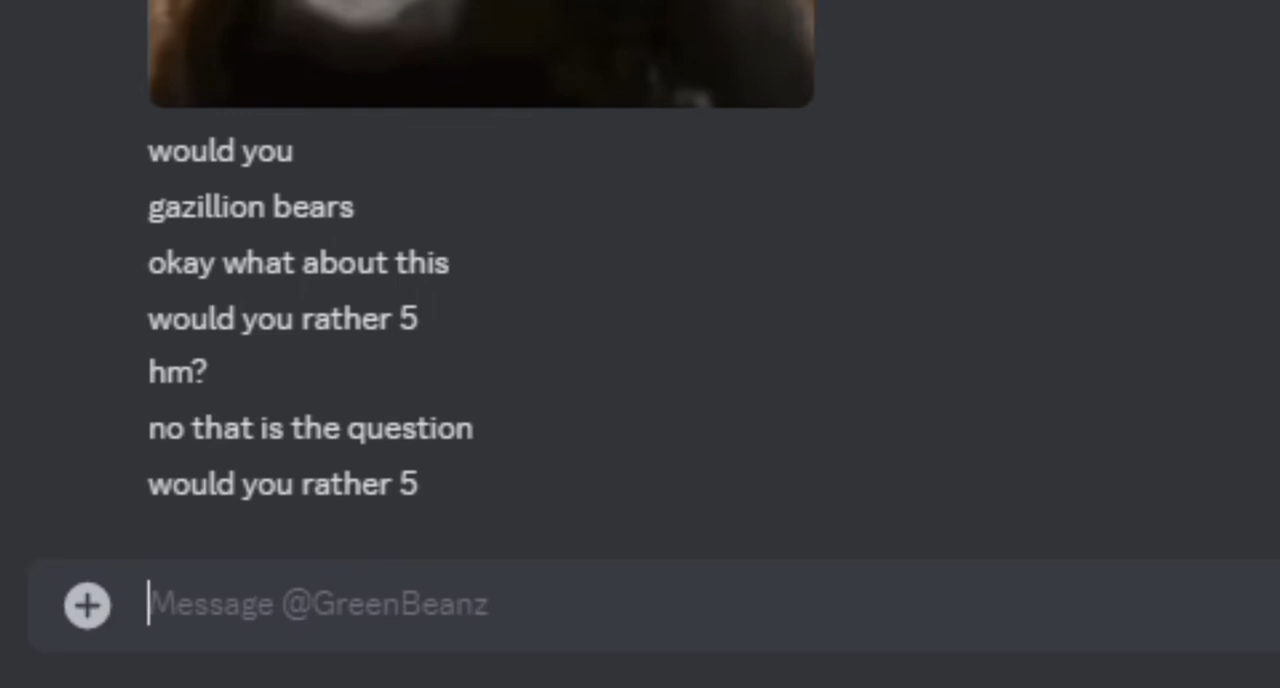 would you
gazillion bears
okay what about this
would you rather 5
hm?
no that is the question
would you rather 5
Message @GreenBeanz